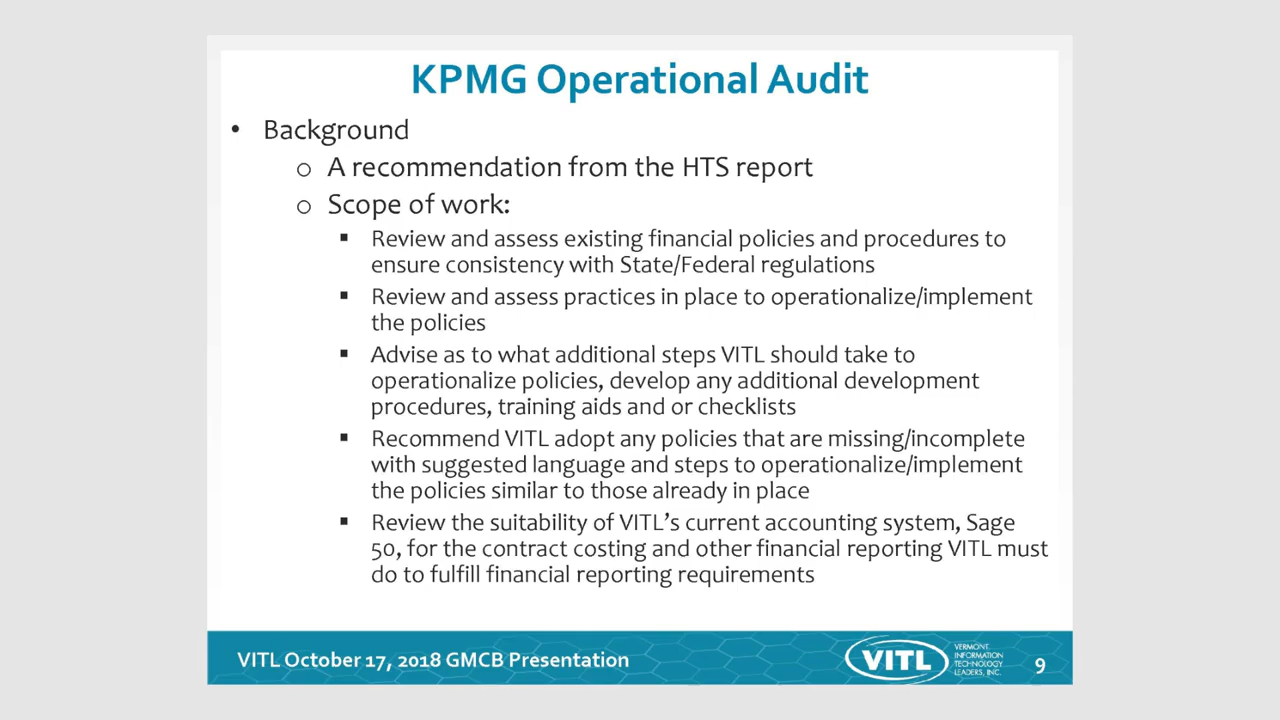 KPMG Operational Audit
• Background
o A recommendation from the HTS report
o Scope of work:
▪ Review and assess existing financial policies and procedures to
ensure consistency with State/Federal regulations
▪ Review and assess practices in place to operationalize/implement
the policies
▪ Advise as to what additional steps VITL should take to
operationalize policies, develop any additional development
procedures, training aids and or checklists
▪ Recommend VITL adopt any policies that are missing/incomplete
with suggested language and steps to operationalize/implement
the policies similar to those already in place
▪ Review the suitability of VITL’s current accounting system, Sage
50, for the contract costing and other financial reporting VITL must
do to fulfill financial reporting requirements
VITL October 17, 2018 GMCB Presentation
VITL
VERMONT
INFORMATION
TECHNOLOGY
LEADERS, INC.
9